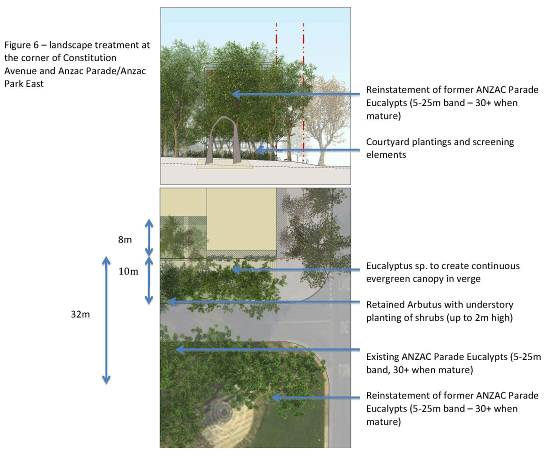 Figure 6 – landscape treatment at
the corner of Constitution
Avenue and Anzac Parade/Anzac
Park East
Reinstatement of former ANZAC Parade
Eucalypts (5-25m band – 30+ when
mature)
Courtyard plantings and screening
elements
8m
10m
32m
Eucalyptus sp. to create continuous
evergreen canopy in verge
Retained Arbutus with understory
planting of shrubs (up to 2m high)
Existing ANZAC Parade Eucalypts (5-25m
band, 30+ when mature)
Reinstatement of former ANZAC Parade
Eucalypts (5-25m band – 30+ when
mature)